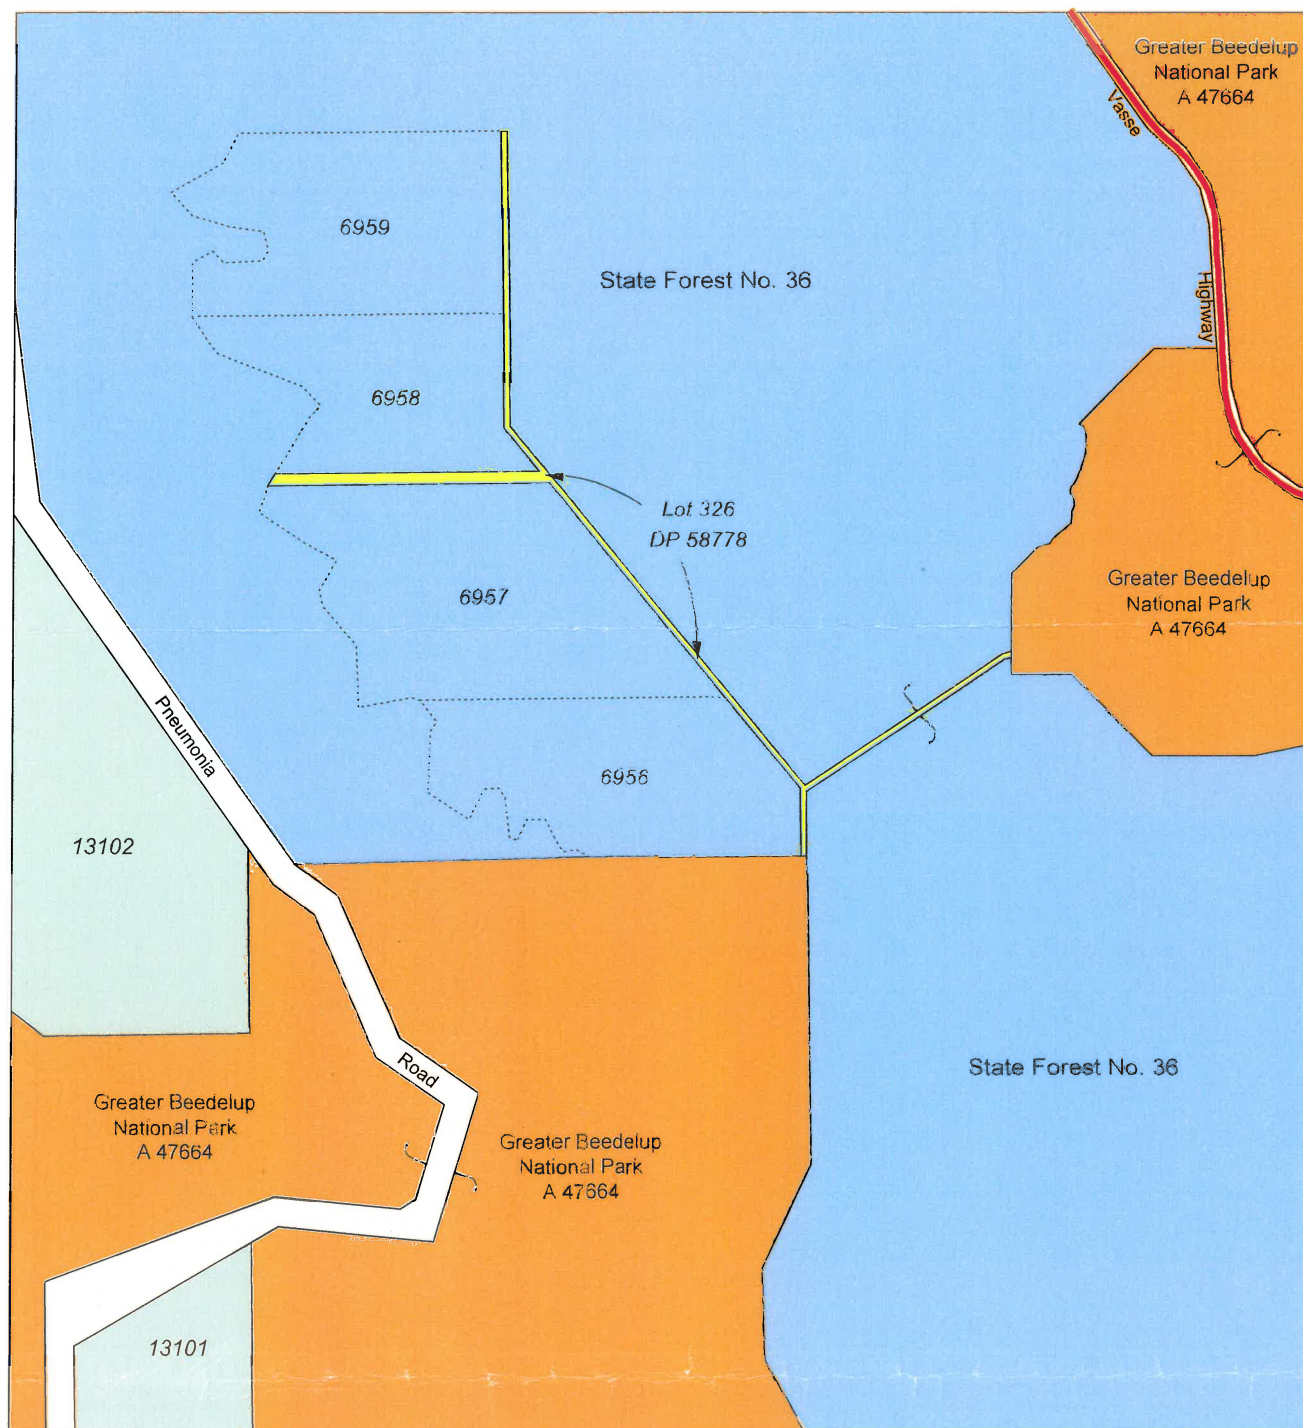 Greater Beedelup
National Park
A 47664
Vasse
6959
State Forest No. 36
Highway
6958
Lot 326
DP 58778
6957
Greater Beedelup
National Park
A 47664
Pneumonia
6956
13102
Road
State Forest No. 36
Greater Beedelup
National Park
A 47664
Greater Beedelup
National Park
A 47664
13101